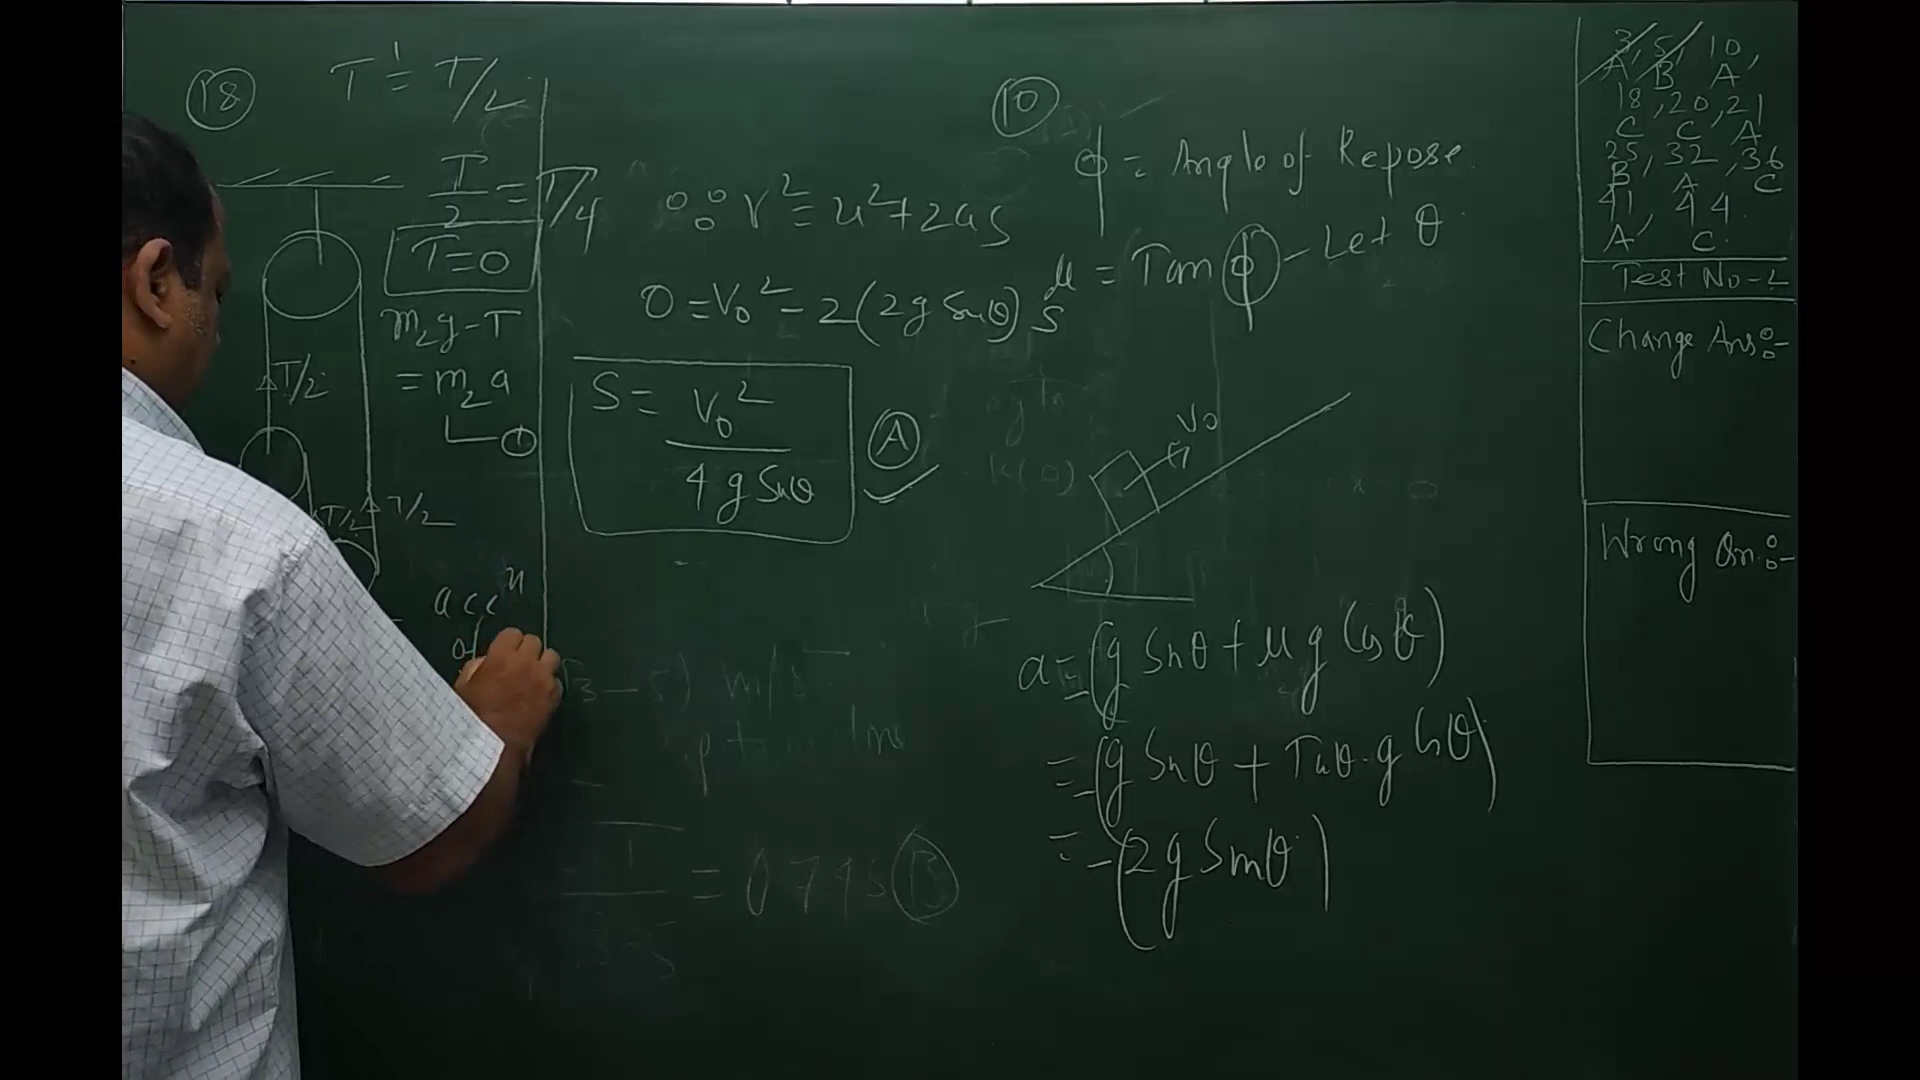 18
T' = T/2
T/2 = T/4
T=0
m₂g-T
= m₂a
①
T/2
T/2
T/2
accⁿ
of
∴ V² = u²+2as
0 = V₀² - 2(2g Sinθ) S
S = V₀²/4g Sinθ
A
10
ϕ = Angle of Repose.
μ = Tan ϕ - Let θ
V₀
a = -(g Sinθ + μg Cosθ)
= -(g Sinθ + Tanθ.g Cosθ)
= -(2g Sinθ)
3, 5, 10,
A B A
18, 20, 21
C C A
25, 32, 36
B A C
41, 44.
A C.
Test No-2
Change Ans:-
Wrong Qn.:-